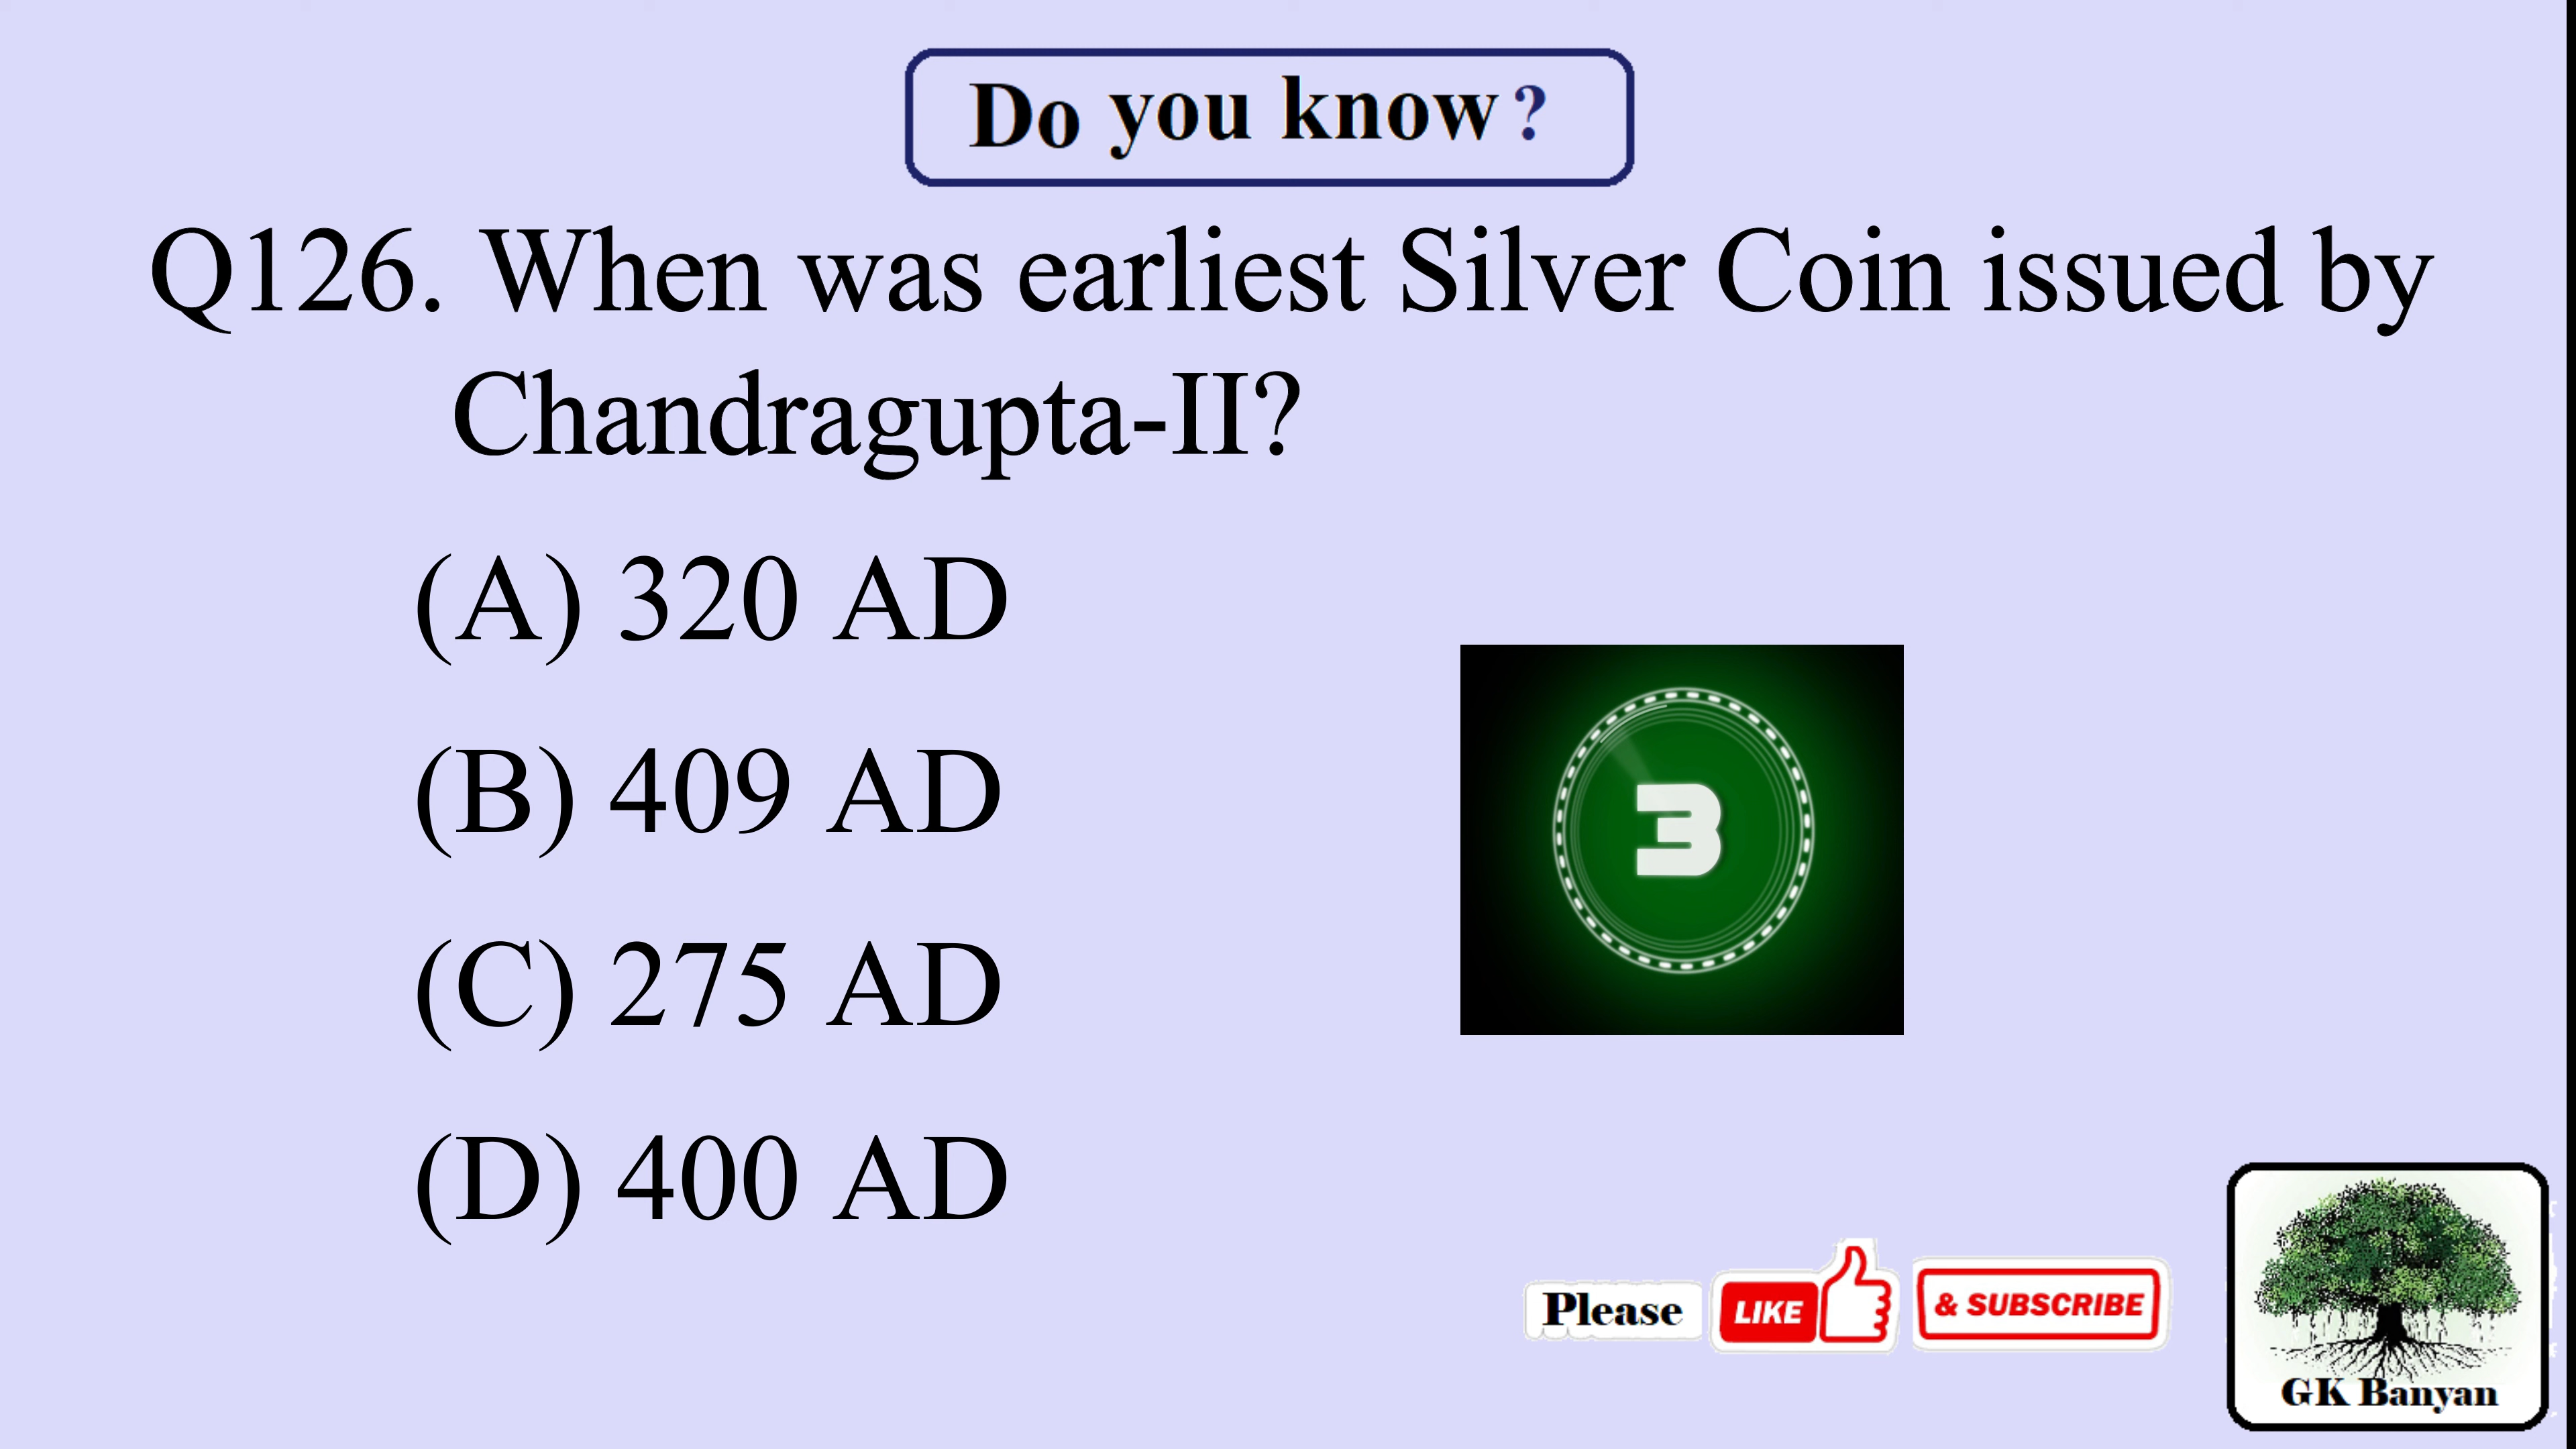 Do you know?
Q126. When was earliest Silver Coin issued by
Chandragupta-II?
(A) 320 AD
(B) 409 AD
(C) 275 AD
(D) 400 AD
3
Please LIKE & SUBSCRIBE
GK Banyan